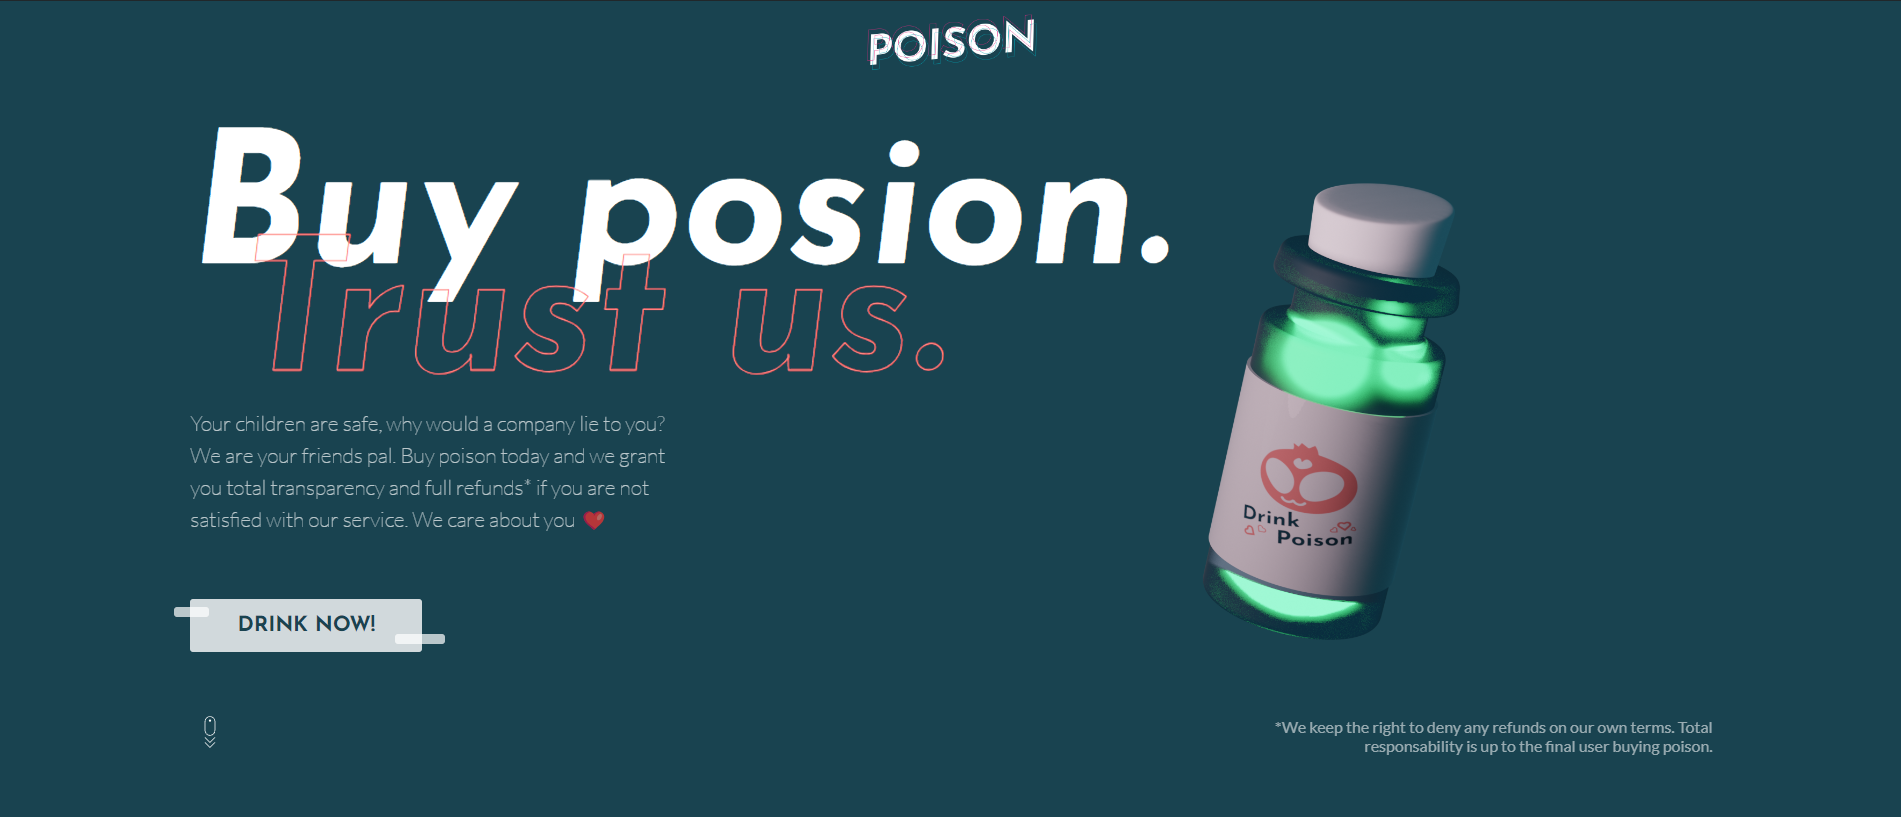 POISON
Buy posion.
Trust us.
Your children are safe, why would a company lie to you?
We are your friends pal. Buy poison today and we grant
you total transparency and full refunds* if you are not
satisfied with our service. We care about you ❤️
DRINK NOW!
Drink
Poison
*We keep the right to deny any refunds on our own terms. Total
responsability is up to the final user buying poison.